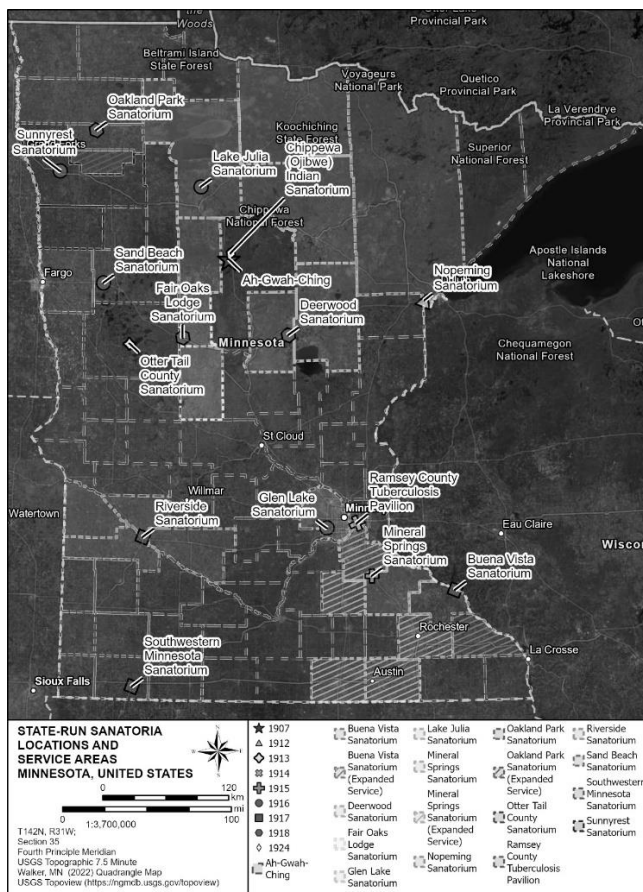 the
Woods
Beltrami Island
State Forest
Provincial Park
Voyageurs
National Park
Quetico
Provincial Park
La Verendrye
Provincial Park
Oakland Park
Sanatorium
Sunnyrest
Sanatorium
Koochiching
State Forest
Superior
National Forest
Lake Julia
Sanatorium
Chippewa
(Ojibwe)
Indian
Sanatorium
Chippewa
National Forest
Apostle Islands
National
Lakeshore
Sand Beach
Sanatorium
Fargo
Ah-Gwah-Ching
Nopeming
Sanatorium
Fair Oaks
Lodge
Sanatorium
Deerwood
Sanatorium
Minnesota
Chequamegon
National Forest
Otter Tail
County
Sanatorium
St Cloud
Ramsey County
Tuberculosis
Pavilion
Willmar
Glen Lake
Sanatorium
Minn
Watertown
Riverside
Sanatorium
Eau Claire
Mineral
Springs
Sanatorium
Wisco
Buena Vista
Sanatorium
Southwestern
Minnesota
Sanatorium
Rochester
La Crosse
Sioux Falls
Austin
STATE-RUN SANATORIA
LOCATIONS AND
SERVICE AREAS
MINNESOTA, UNITED STATES
0 120
km
mi
0 1:3,700,000 100
T142N, R31W;
Section 35
Fourth Principle Meridian
USGS Topographic 7.5 Minute
Walker, MN (2022) Quadrangle Map
USGS Topoview (https://ngmdb.usgs.gov/topoview)
1907
1912
1913
1914
1915
1916
1917
1918
1924
Ah-Gwah-
Ching
Buena Vista
Sanatorium
Buena Vista
Sanatorium
(Expanded
Service)
Deerwood
Sanatorium
Fair Oaks
Lodge
Sanatorium
Glen Lake
Sanatorium
Lake Julia
Sanatorium
Mineral
Springs
Sanatorium
Mineral
Springs
Sanatorium
(Expanded
Service)
Nopeming
Sanatorium
Oakland Park
Sanatorium
Oakland Park
Sanatorium
(Expanded
Service)
Otter Tail
County
Sanatorium
Ramsey
County
Tuberculosis
Pavilion
Riverside
Sanatorium
Sand Beach
Sanatorium
Southwestern
Minnesota
Sanatorium
Sunnyrest
Sanatorium